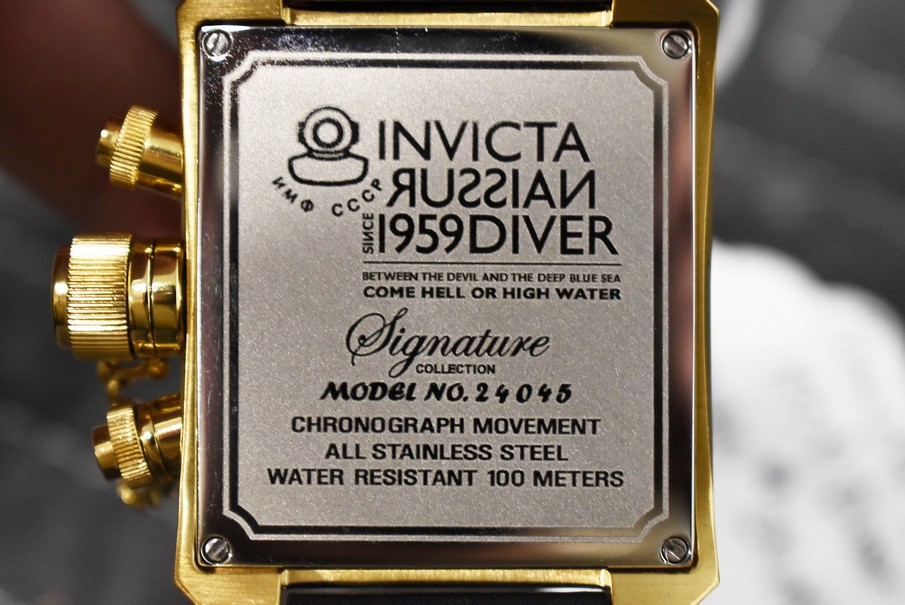 INVICTA
ЯUSSIAN
ИМФ СССР
SINCE
1959 DIVER
BETWEEN THE DEVIL AND THE DEEP BLUE SEA
COME HELL OR HIGH WATER
Signature
COLLECTION
MODEL NO. 24045
CHRONOGRAPH MOVEMENT
ALL STAINLESS STEEL
WATER RESISTANT 100 METERS